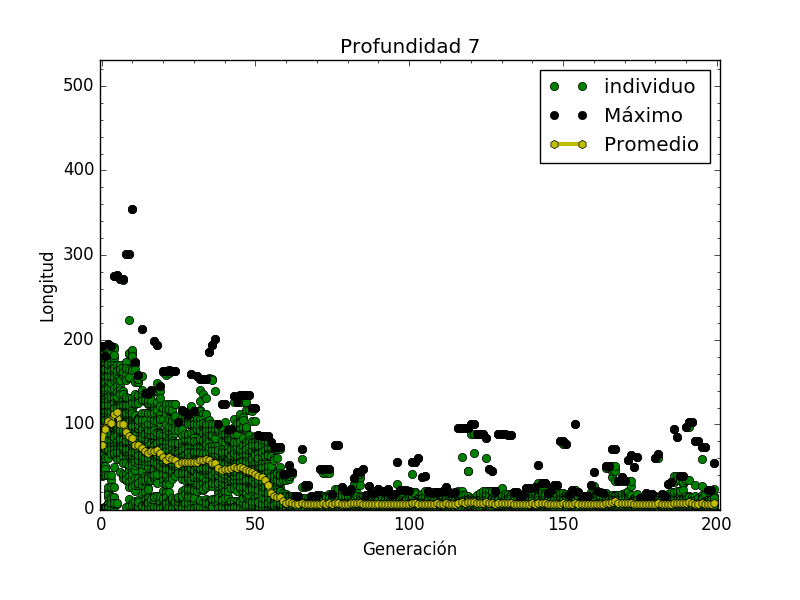 Profundidad 7
individuo
Máximo
Promedio
Longitud
500
400
300
200
100
0
0 50 100 150 200
Generación